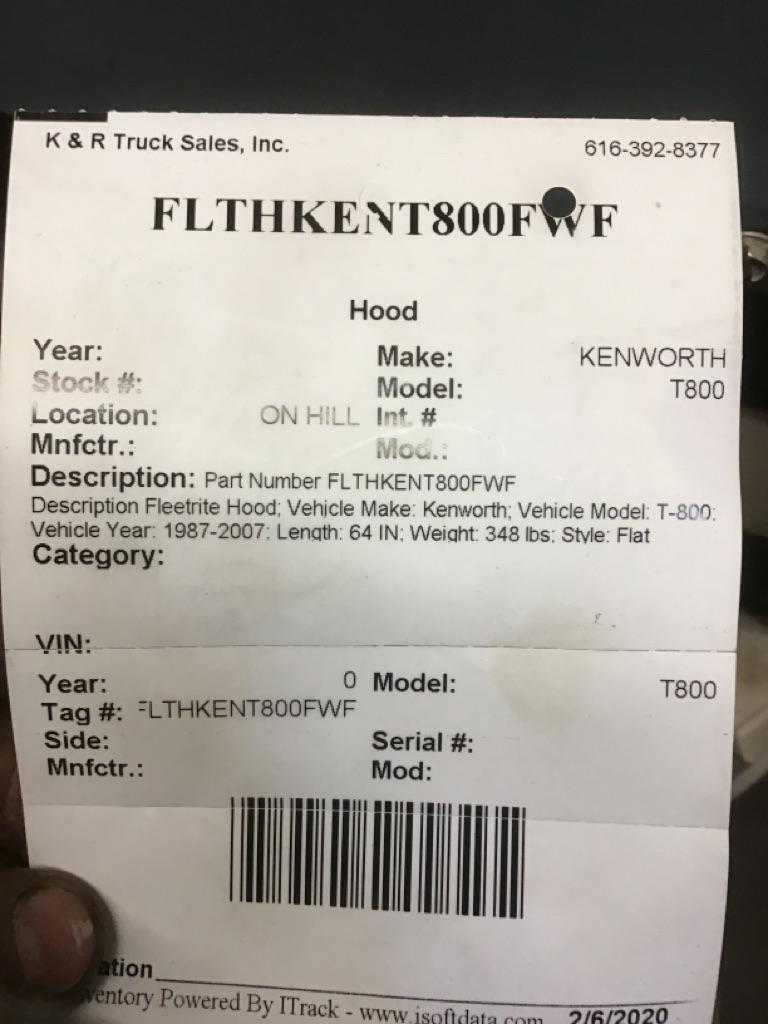 K & R Truck Sales, Inc. 616-392-8377
FLTHKENT800FWF
Hood
Year: Make: KENWORTH
Stock #: Model: T800
Location: ON HILL Int. #
Mnfctr.: Mod.:
Description: Part Number FLTHKENT800FWF
Description Fleetrite Hood; Vehicle Make: Kenworth; Vehicle Model: T-800;
Vehicle Year: 1987-2007; Length: 64 IN; Weight: 348 lbs; Style: Flat
Category:
VIN:
Year: 0 Model: T800
Tag #: FLTHKENT800FWF
Side: Serial #:
Mnfctr.: Mod:
ation
ventory Powered By ITrack - www.isoftdata.com 2/6/2020